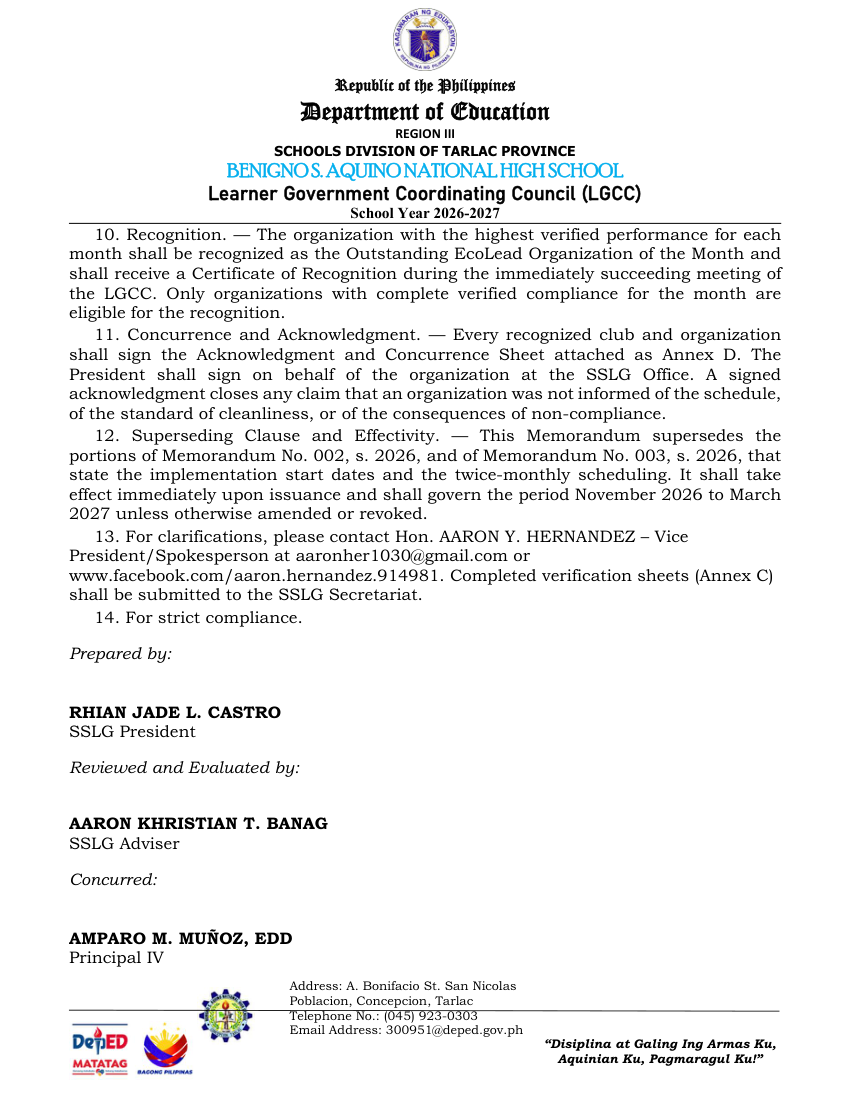 KAGAWARAN NG EDUKASYON
REPUBLIKA NG PILIPINAS
Republic of the Philippines
Department of Education
REGION III
SCHOOLS DIVISION OF TARLAC PROVINCE
BENIGNO S. AQUINO NATIONAL HIGH SCHOOL
Learner Government Coordinating Council (LGCC)
School Year 2026-2027
10. Recognition. — The organization with the highest verified performance for each
month shall be recognized as the Outstanding EcoLead Organization of the Month and
shall receive a Certificate of Recognition during the immediately succeeding meeting of
the LGCC. Only organizations with complete verified compliance for the month are
eligible for the recognition.
11. Concurrence and Acknowledgment. — Every recognized club and organization
shall sign the Acknowledgment and Concurrence Sheet attached as Annex D. The
President shall sign on behalf of the organization at the SSLG Office. A signed
acknowledgment closes any claim that an organization was not informed of the schedule,
of the standard of cleanliness, or of the consequences of non-compliance.
12. Superseding Clause and Effectivity. — This Memorandum supersedes the
portions of Memorandum No. 002, s. 2026, and of Memorandum No. 003, s. 2026, that
state the implementation start dates and the twice-monthly scheduling. It shall take
effect immediately upon issuance and shall govern the period November 2026 to March
2027 unless otherwise amended or revoked.
13. For clarifications, please contact Hon. AARON Y. HERNANDEZ – Vice
President/Spokesperson at aaronher1030@gmail.com or
www.facebook.com/aaron.hernandez.914981. Completed verification sheets (Annex C)
shall be submitted to the SSLG Secretariat.
14. For strict compliance.
Prepared by:
RHIAN JADE L. CASTRO
SSLG President
Reviewed and Evaluated by:
AARON KHRISTIAN T. BANAG
SSLG Adviser
Concurred:
AMPARO M. MUÑOZ, EDD
Principal IV
Address: A. Bonifacio St. San Nicolas
Poblacion, Concepcion, Tarlac
Telephone No.: (045) 923-0303
Email Address: 300951@deped.gov.ph
DepED
MATATAG
BAGONG PILIPINAS
“Disiplina at Galing Ing Armas Ku,
Aquinian Ku, Pagmaragul Ku!”